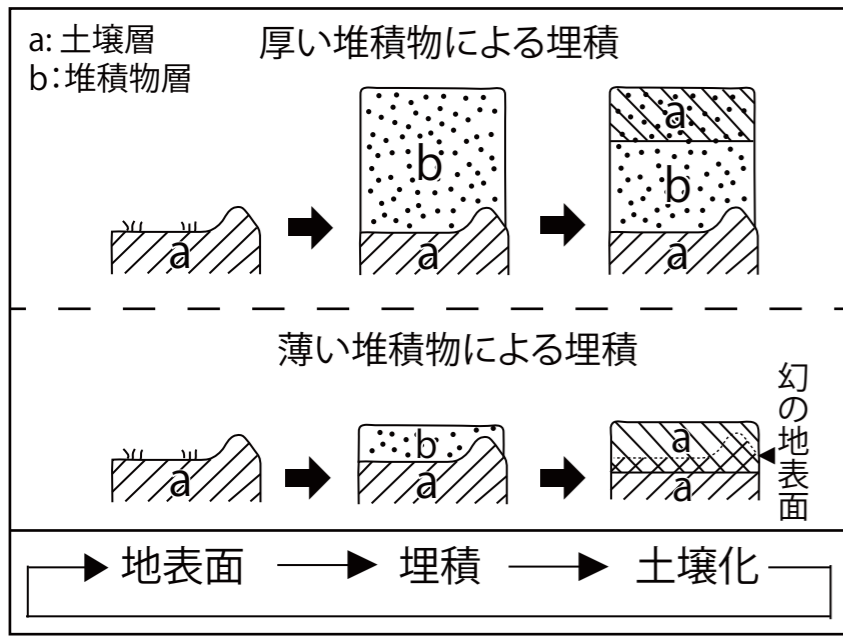 a: 土壌層
b:堆積物層
厚い堆積物による埋積
a
b
a
a
b
a
薄い堆積物による埋積
a
b
a
a
a
幻の地表面
地表面
埋積
土壌化